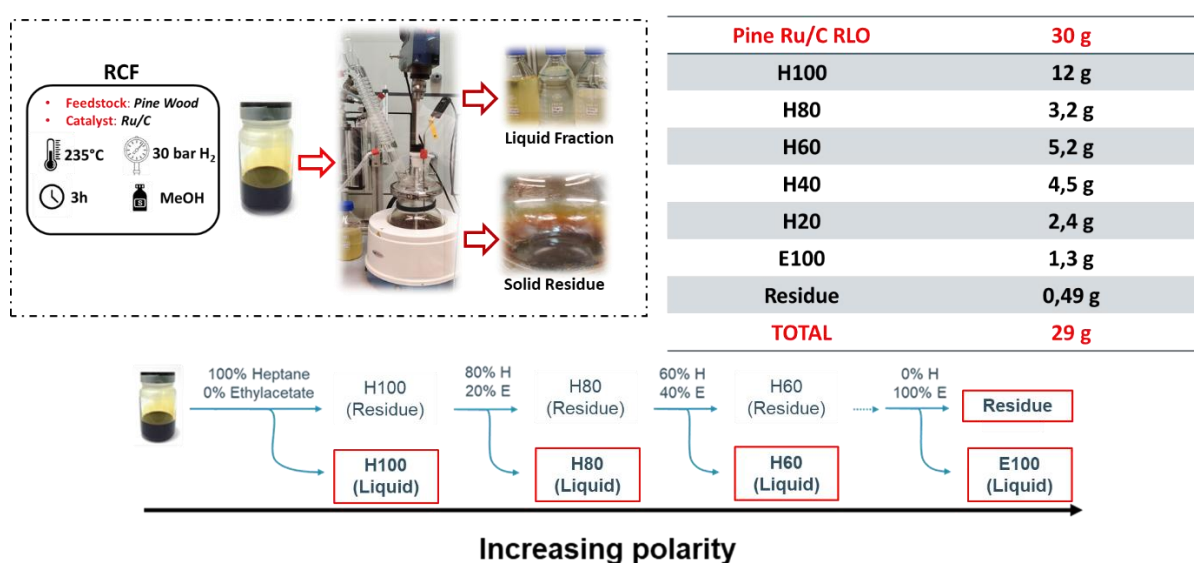 RCF
• Feedstock: Pine Wood
• Catalyst: Ru/C
235°C
30 bar H₂
3h
S
MeOH
Liquid Fraction
Solid Residue
Pine Ru/C RLO 30 g
H100 12 g
H80 3,2 g
H60 5,2 g
H40 4,5 g
H20 2,4 g
E100 1,3 g
Residue 0,49 g
TOTAL 29 g
100% Heptane
0% Ethylacetate
H100
(Residue)
80% H
20% E
H80
(Residue)
60% H
40% E
H60
(Residue)
0% H
100% E
Residue
H100
(Liquid)
H80
(Liquid)
H60
(Liquid)
E100
(Liquid)
Increasing polarity